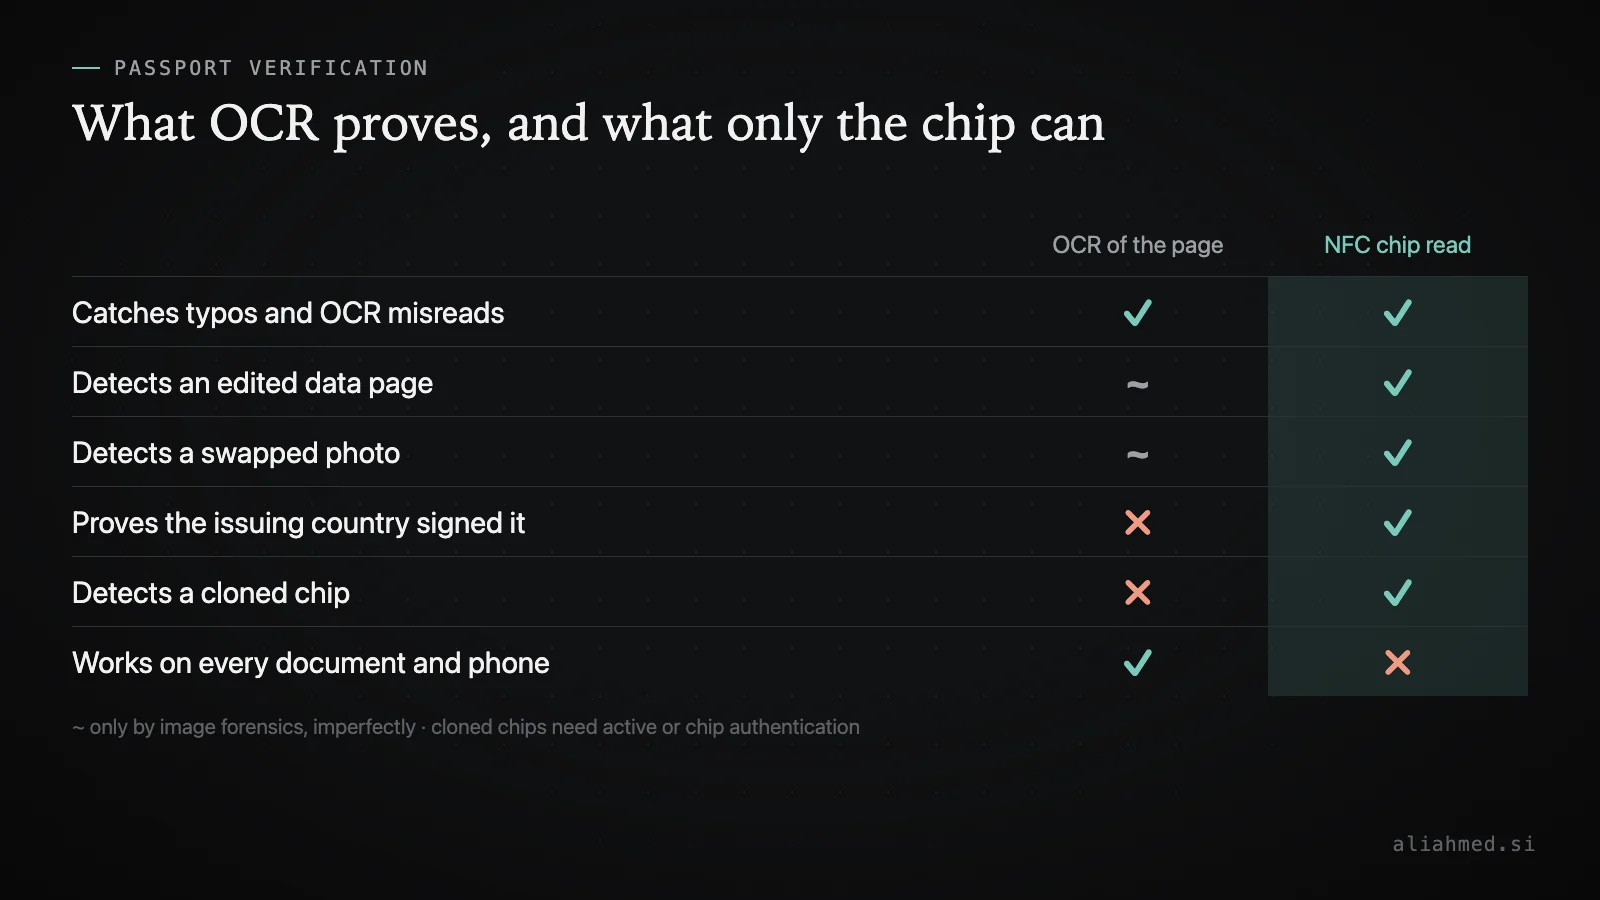 PASSPORT VERIFICATION
What OCR proves, and what only the chip can
OCR of the page NFC chip read
Catches typos and OCR misreads ✓ ✓
Detects an edited data page ~ ✓
Detects a swapped photo ~ ✓
Proves the issuing country signed it ✕ ✓
Detects a cloned chip ✕ ✓
Works on every document and phone ✓ ✕
~ only by image forensics, imperfectly · cloned chips need active or chip authentication
aliahmed.si